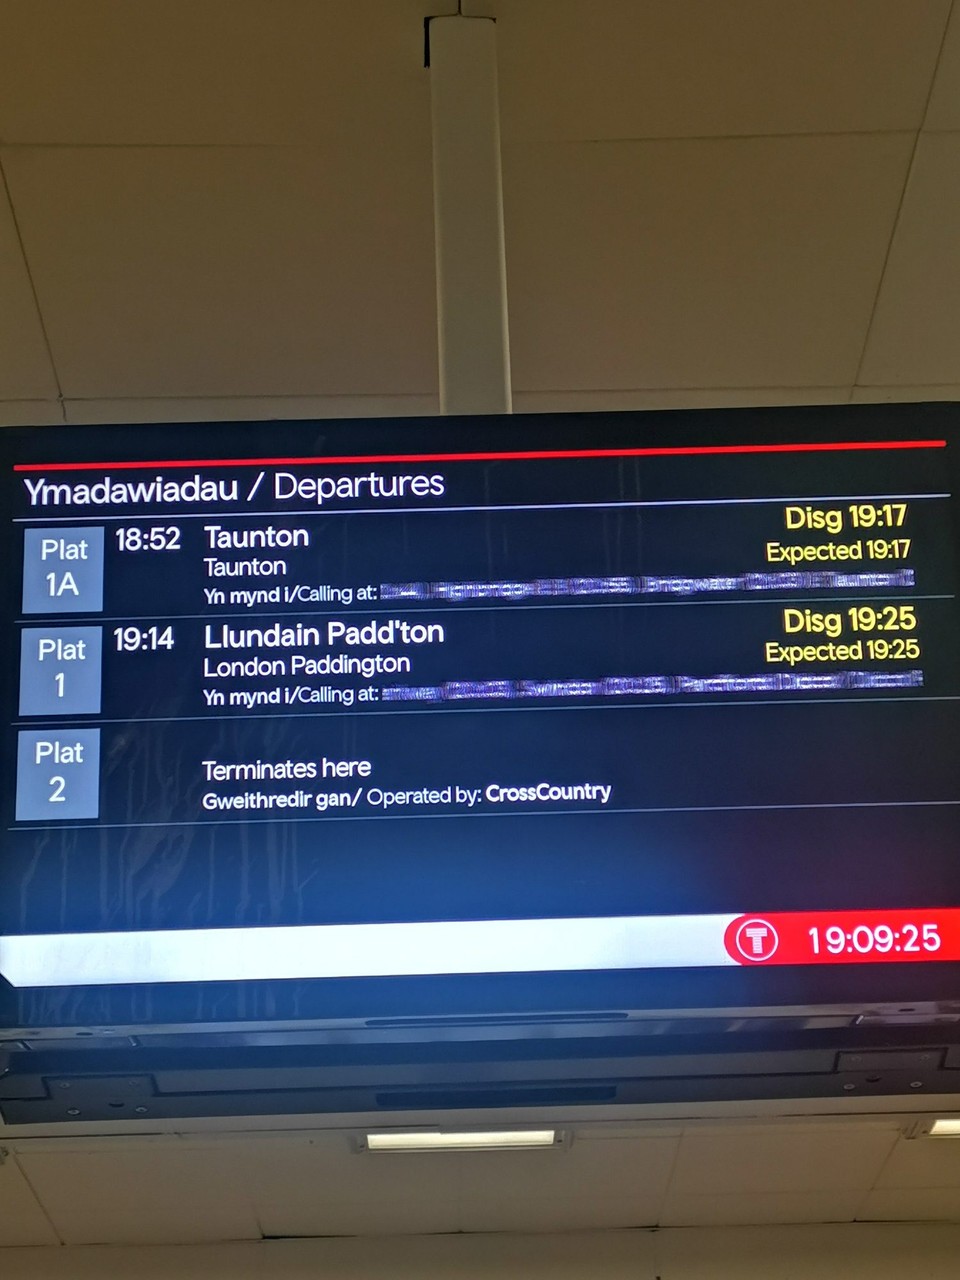 Ymadawiadau / Departures
Plat 1A
18:52
Taunton
Disg 19:17
Taunton
Expected 19:17
Yn mynd i/Calling at:
Plat 1
19:14
Llundain Padd'ton
Disg 19:25
London Paddington
Expected 19:25
Yn mynd i/Calling at:
Plat 2
Terminates here
Gweithredir gan/ Operated by: CrossCountry
T 19:09:25